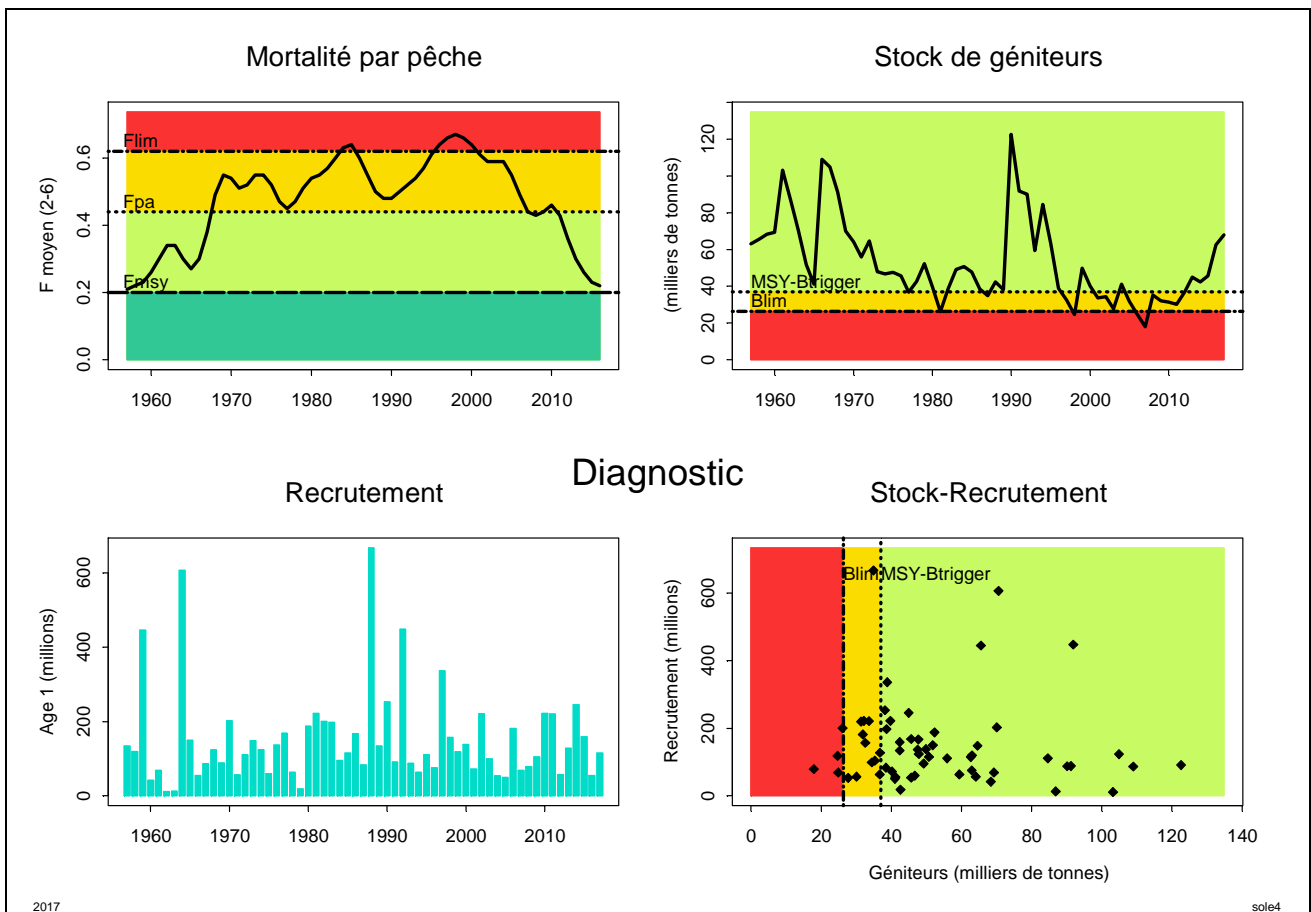 Mortalité par pêche
Stock de géniteurs
F moyen (2-6)
0.0 0.2 0.4 0.6
Flim
Fpa
Fmsy
1960 1970 1980 1990 2000 2010
(milliers de tonnes)
0 20 40 60 80 120
MSY-Btrigger
Blim
1960 1970 1980 1990 2000 2010
Diagnostic
Recrutement
Stock-Recrutement
Age 1 (millions)
0 200 400 600
1960 1970 1980 1990 2000 2010
Recrutement (millions)
0 200 400 600
Blim MSY-Btrigger
0 20 40 60 80 100 120 140
Géniteurs (milliers de tonnes)
2017
sole4